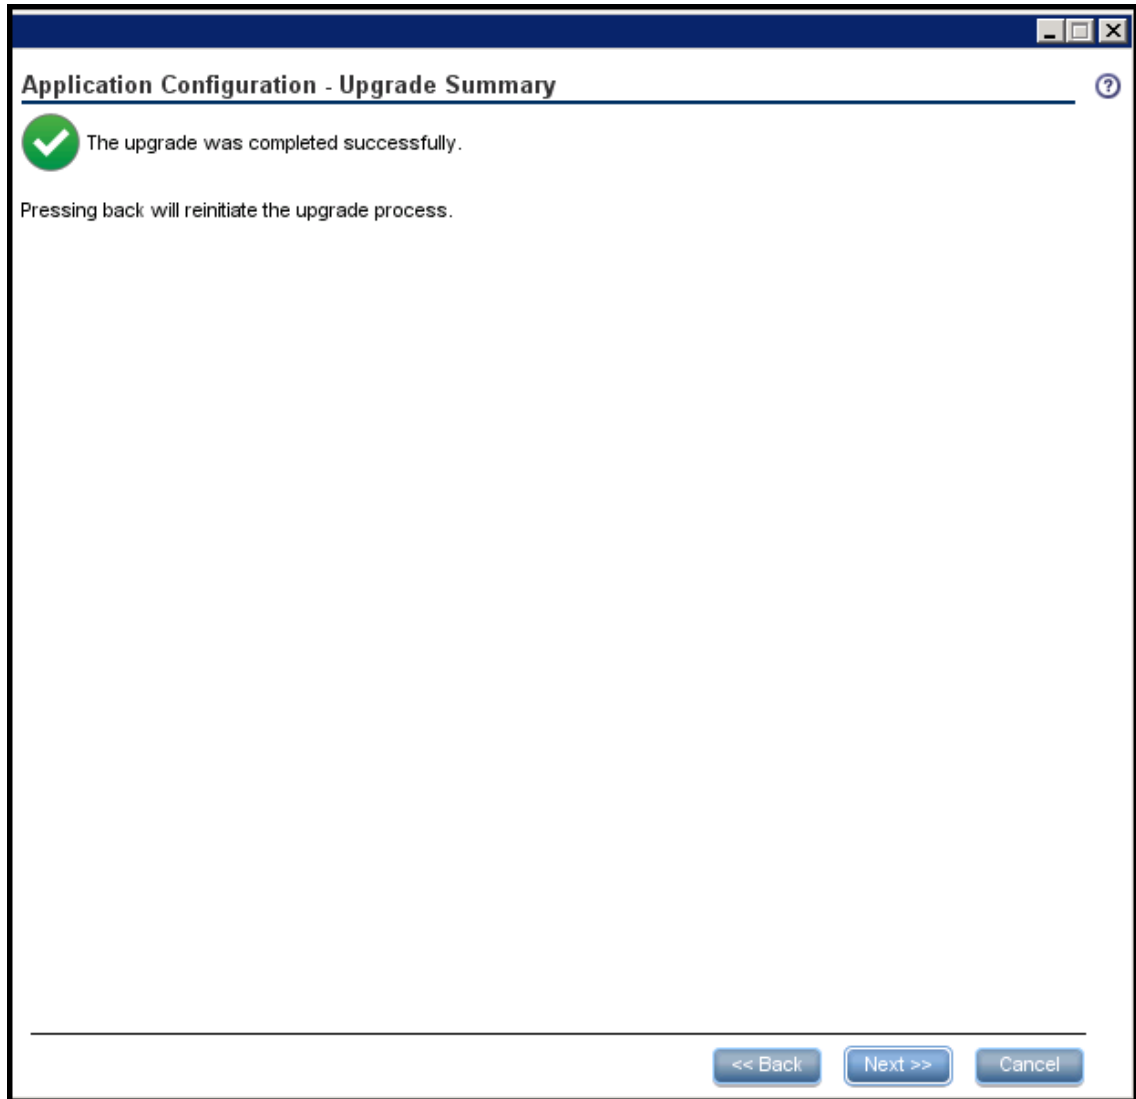 Application Configuration - Upgrade Summary
The upgrade was completed successfully.
Pressing back will reinitiate the upgrade process.
<< Back Next >> Cancel